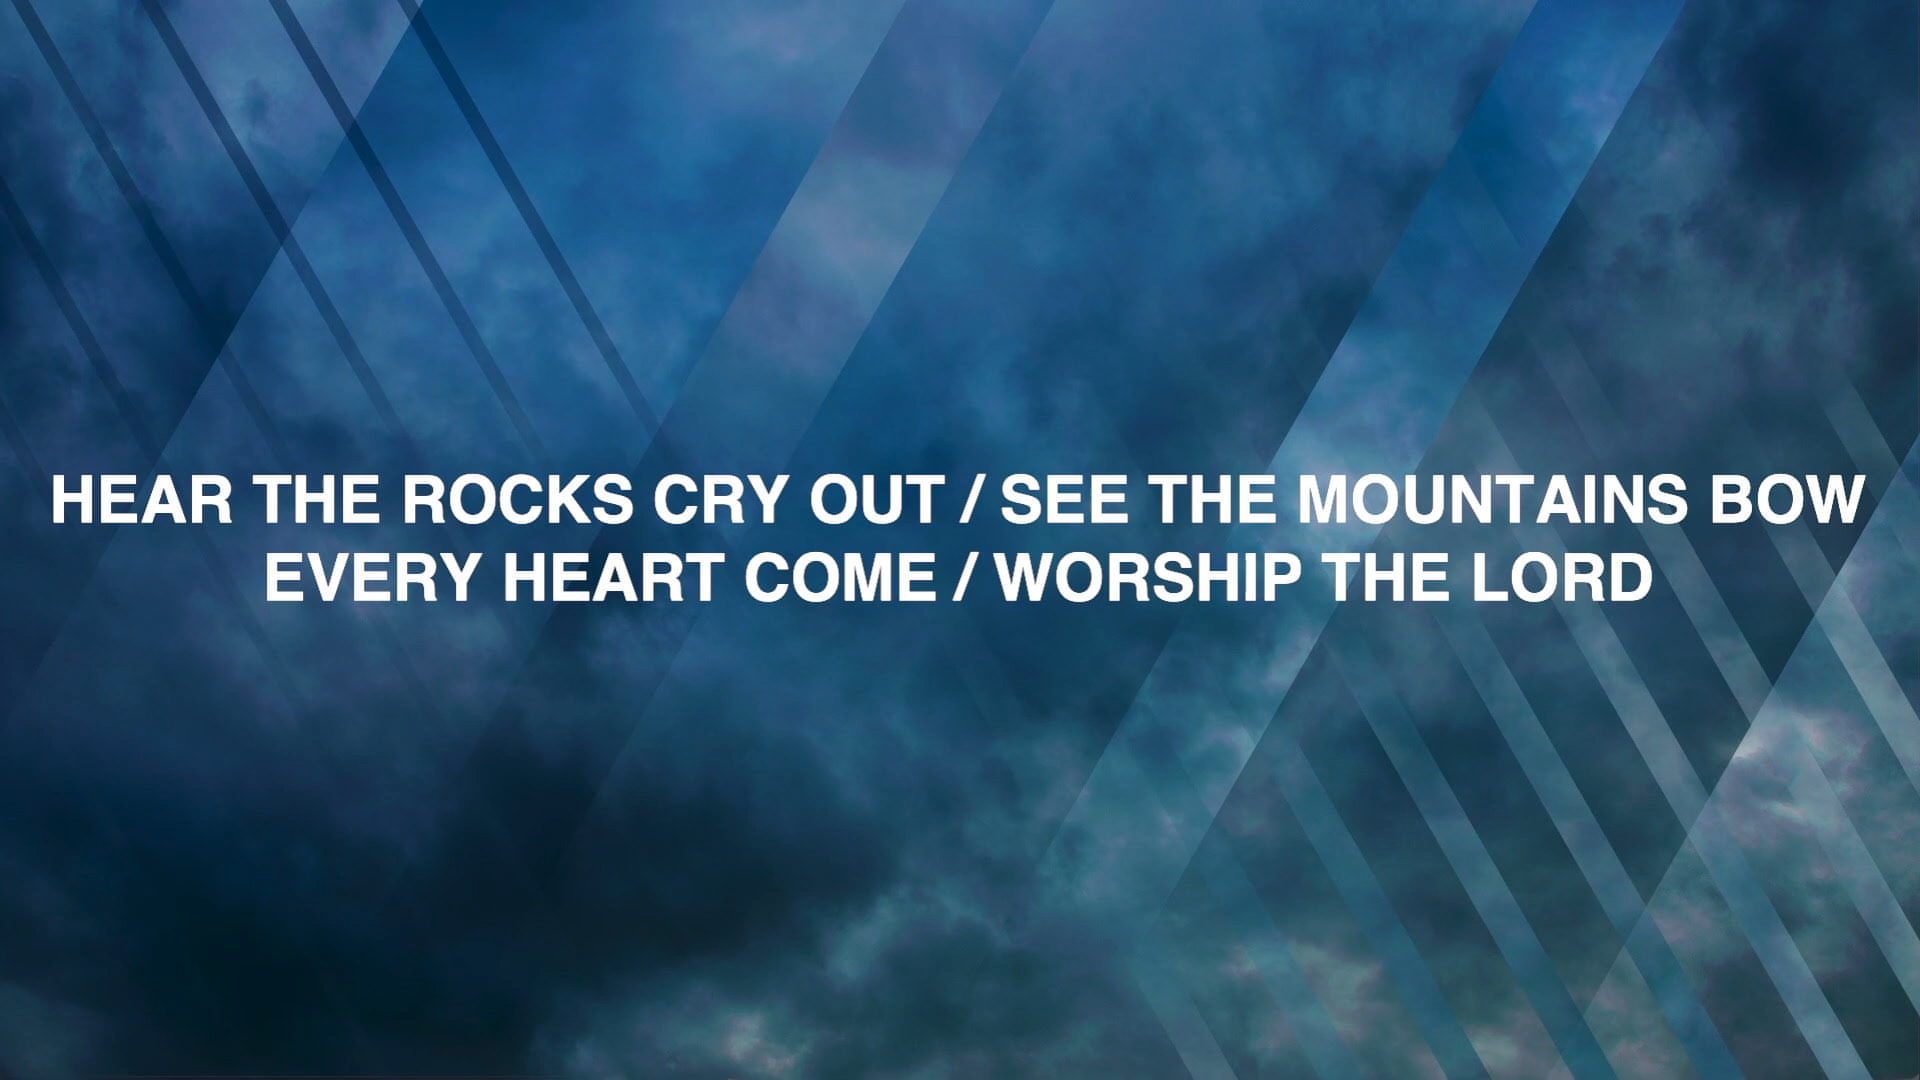 HEAR THE ROCKS CRY OUT / SEE THE MOUNTAINS BOW
EVERY HEART COME / WORSHIP THE LORD